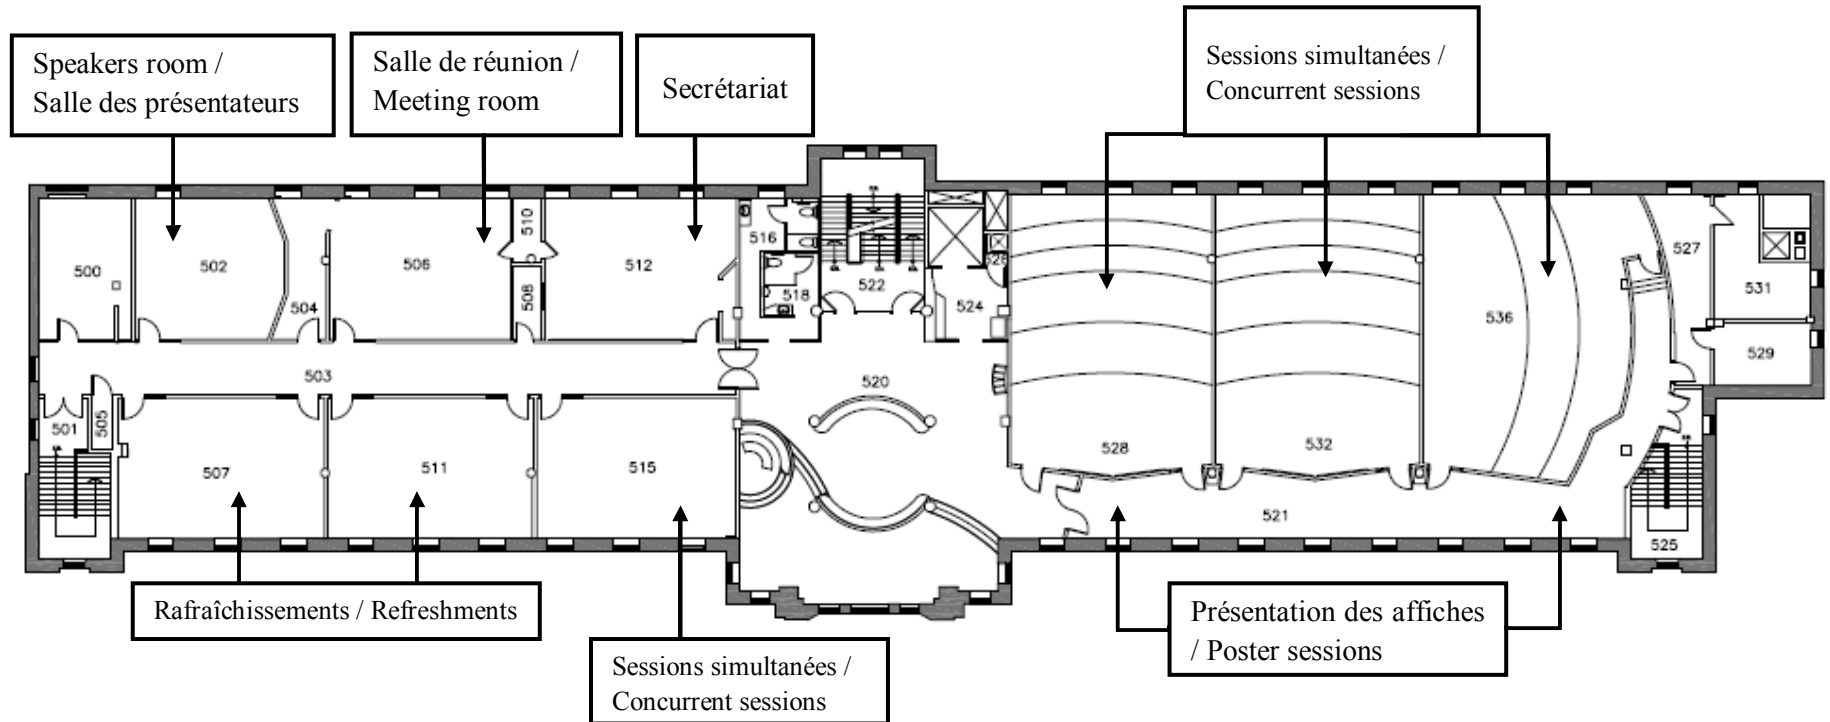 Speakers room /
Salle des présentateurs
Salle de réunion /
Meeting room
Secrétariat
Sessions simultanées /
Concurrent sessions
500
502
504
506
510
508
512
516
518
522
524
526
528
532
536
527
531
529
503
520
501
505
507
511
515
521
525
Rafraîchissements / Refreshments
Sessions simultanées /
Concurrent sessions
Présentation des affiches
/ Poster sessions